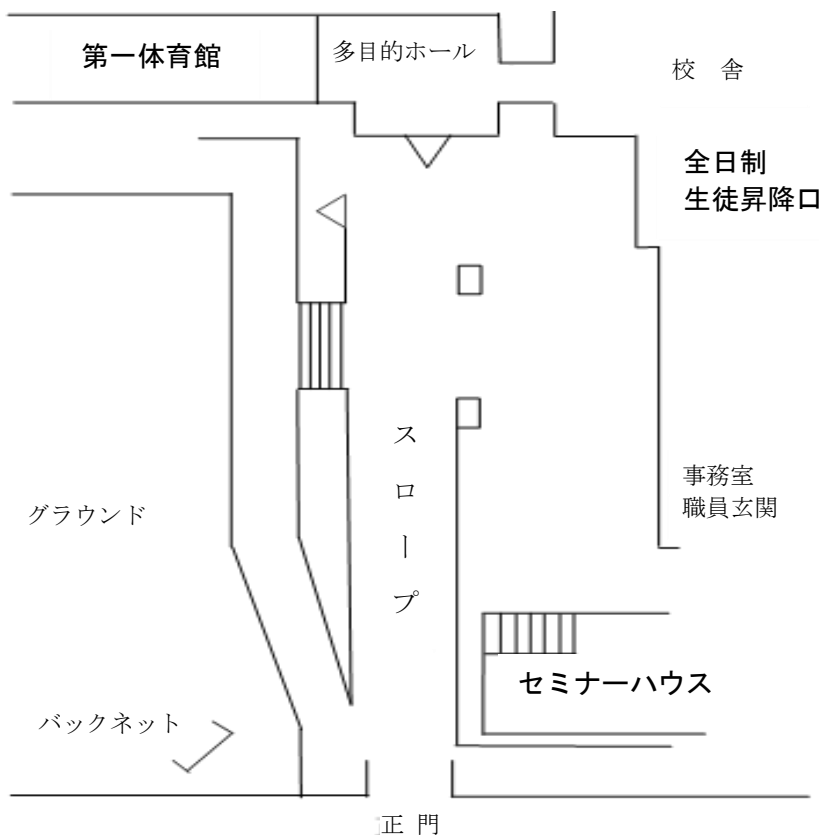 第一体育館
多目的ホール
校 舎
全日制
生徒昇降口
スロープ
事務室
職員玄関
グラウンド
セミナーハウス
バックネット
正 門